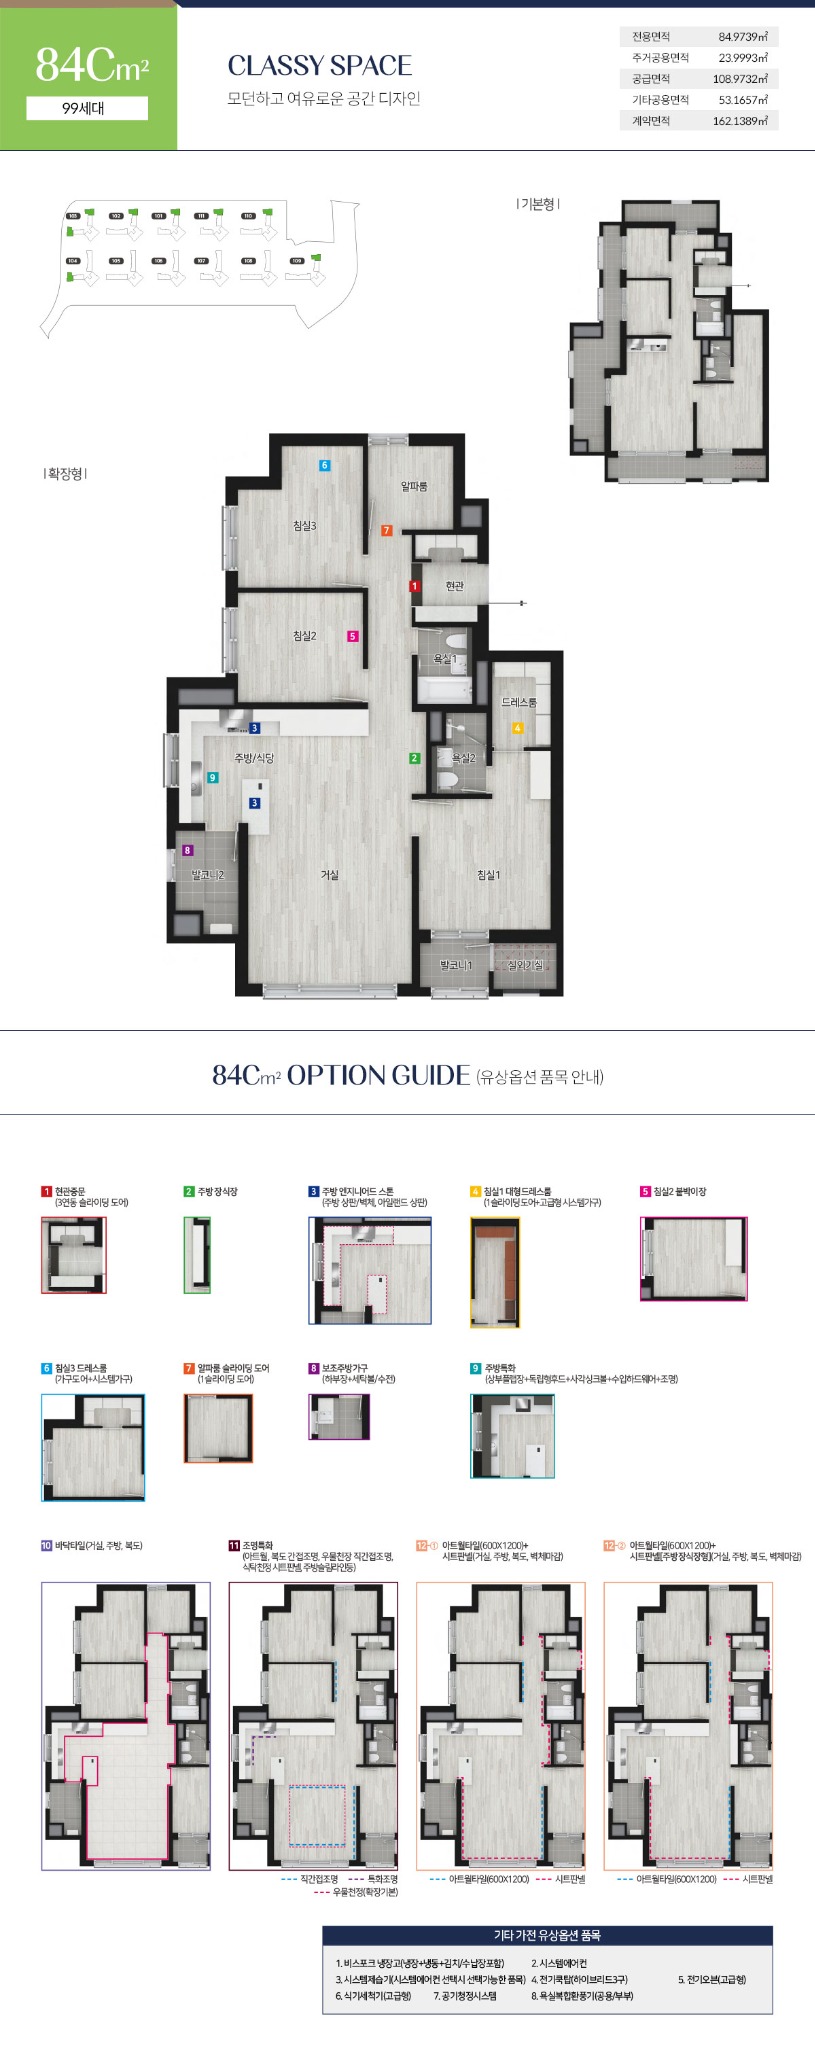 84Cm²
99세대
CLASSY SPACE
모던하고 여유로운 공간 디자인
전용면적 84.9739㎡
주거공용면적 23.9993㎡
공급면적 108.9732㎡
기타공용면적 53.1657㎡
계약면적 162.1389㎡
103 102 101 111 110
104 105 106 107 108 109
| 기본형 |
| 확장형 |
6
알파룸
침실3
7
1 현관
침실2 5
욕실1
드레스룸
3
4
주방/식당
2 욕실2
9
3
8
발코니2
거실
침실1
발코니1
실외기실
84Cm² OPTION GUIDE (유상옵션 품목 안내)
1 현관중문
(3연동 슬라이딩 도어)
2 주방 장식장
3 주방 엔지니어드 스톤
(주방 상판/벽체, 아일랜드 상판)
4 침실1 대형드레스룸
(1슬라이딩도어+고급형 시스템가구)
5 침실2 붙박이장
6 침실3 드레스룸
(가구도어+시스템가구)
7 알파룸 슬라이딩 도어
(1슬라이딩 도어)
8 보조주방가구
(하부장+세탁볼/수전)
9 주방특화
(상부플랩장+독립형후드+사각싱크볼+수입하드웨어+조명)
10 바닥타일(거실, 주방, 복도)
11 조명특화
(아트월, 복도 간접조명, 우물천장 직간접조명,
식탁천정 시트판넬, 주방슬림라인등)
12-① 아트월타일(600X1200)+
시트판넬(거실, 주방, 복도, 벽체마감)
12-② 아트월타일(600X1200)+
시트판넬[주방장식장형](거실, 주방, 복도, 벽체마감)
직간접조명 특화조명
우물천정(확장기본)
아트월타일(600X1200) 시트판넬
아트월타일(600X1200) 시트판넬
기타 가전 유상옵션 품목
1. 비스포크 냉장고(냉장+냉동+김치/수납장포함) 2. 시스템에어컨
3. 시스템제습기(시스템에어컨 선택시 선택가능한 품목) 4. 전기쿡탑(하이브리드3구) 5. 전기오븐(고급형)
6. 식기세척기(고급형) 7. 공기청정시스템 8. 욕실복합환풍기(공용/부부)